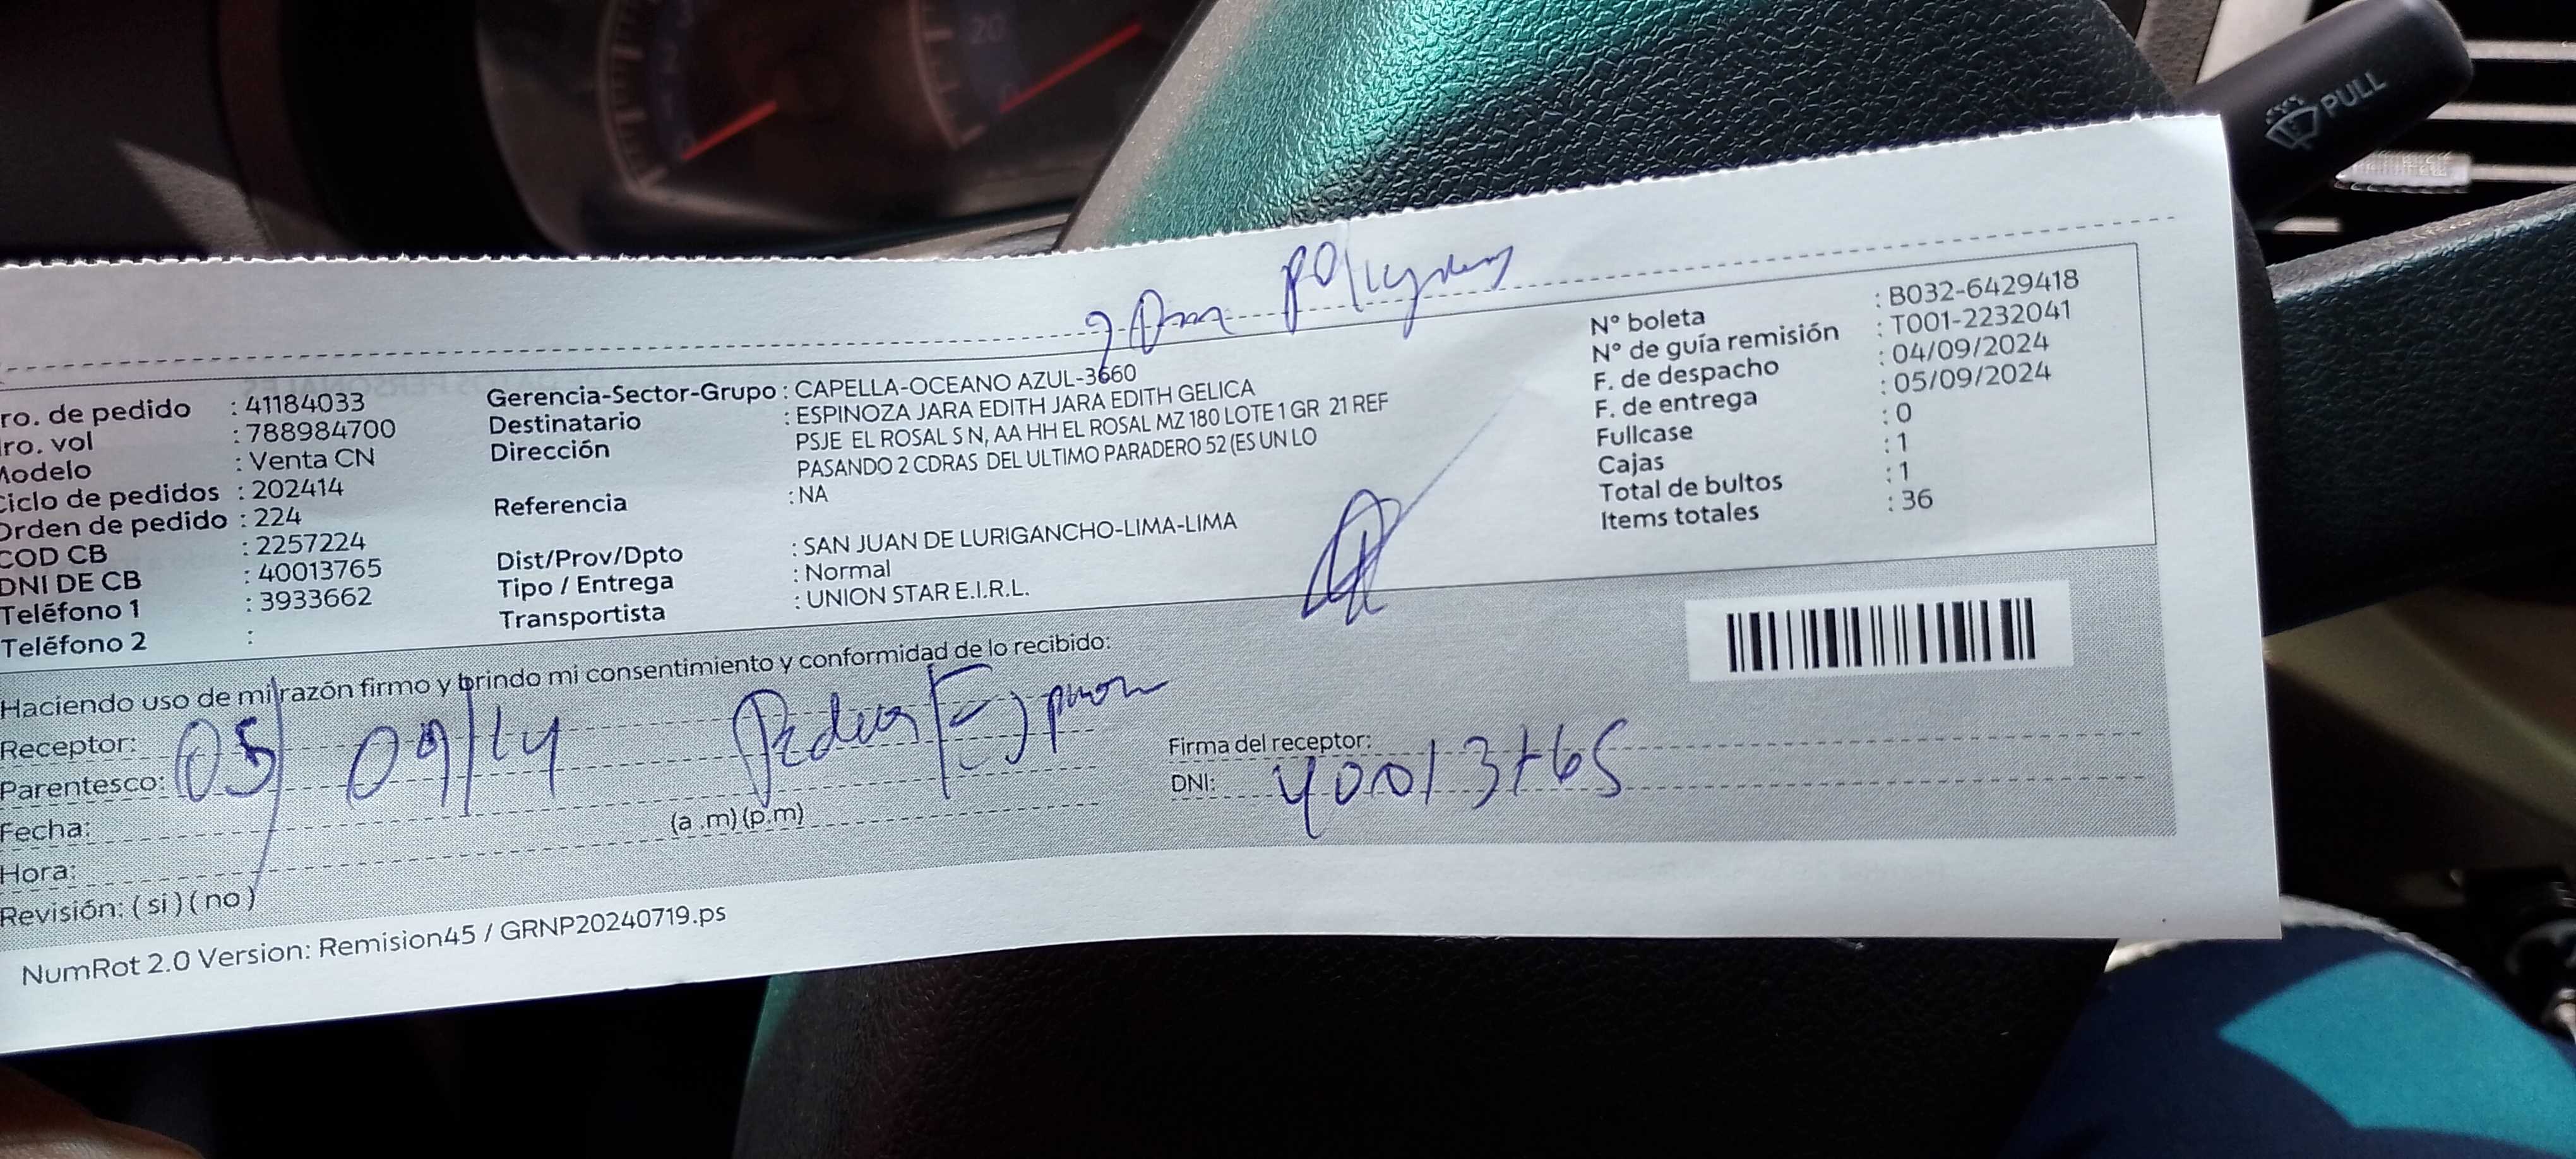 PULL
20
ro. de pedido : 41184033
ro. vol : 788984700
Modelo : Venta CN
Ciclo de pedidos : 202414
Orden de pedido : 224
COD CB : 2257224
DNI DE CB : 40013765
Teléfono 1 : 3933662
Teléfono 2 :
Gerencia-Sector-Grupo : CAPELLA-OCEANO AZUL-3660
Destinatario : ESPINOZA JARA EDITH JARA EDITH GELICA
Dirección PSJE EL ROSAL S N, AA HH EL ROSAL MZ 180 LOTE 1 GR 21 REF
PASANDO 2 CDRAS DEL ULTIMO PARADERO 52 (ES UN LO
Referencia : NA
Dist/Prov/Dpto : SAN JUAN DE LURIGANCHO-LIMA-LIMA
Tipo / Entrega : Normal
Transportista : UNION STAR E.I.R.L.
N° boleta : B032-6429418
N° de guía remisión : T001-2232041
F. de despacho : 04/09/2024
F. de entrega : 05/09/2024
Fullcase : 0
Cajas : 1
Total de bultos : 1
Items totales : 36
Haciendo uso de mi razón firmo y brindo mi consentimiento y conformidad de lo recibido:
Receptor:
Parentesco: 05/09/24
Fecha:
Hora: (a .m) (p.m)
Revisión: ( si ) ( no )
Firma del receptor:
DNI: 40013765
NumRot 2.0 Version: Remision45 / GRNP20240719.ps